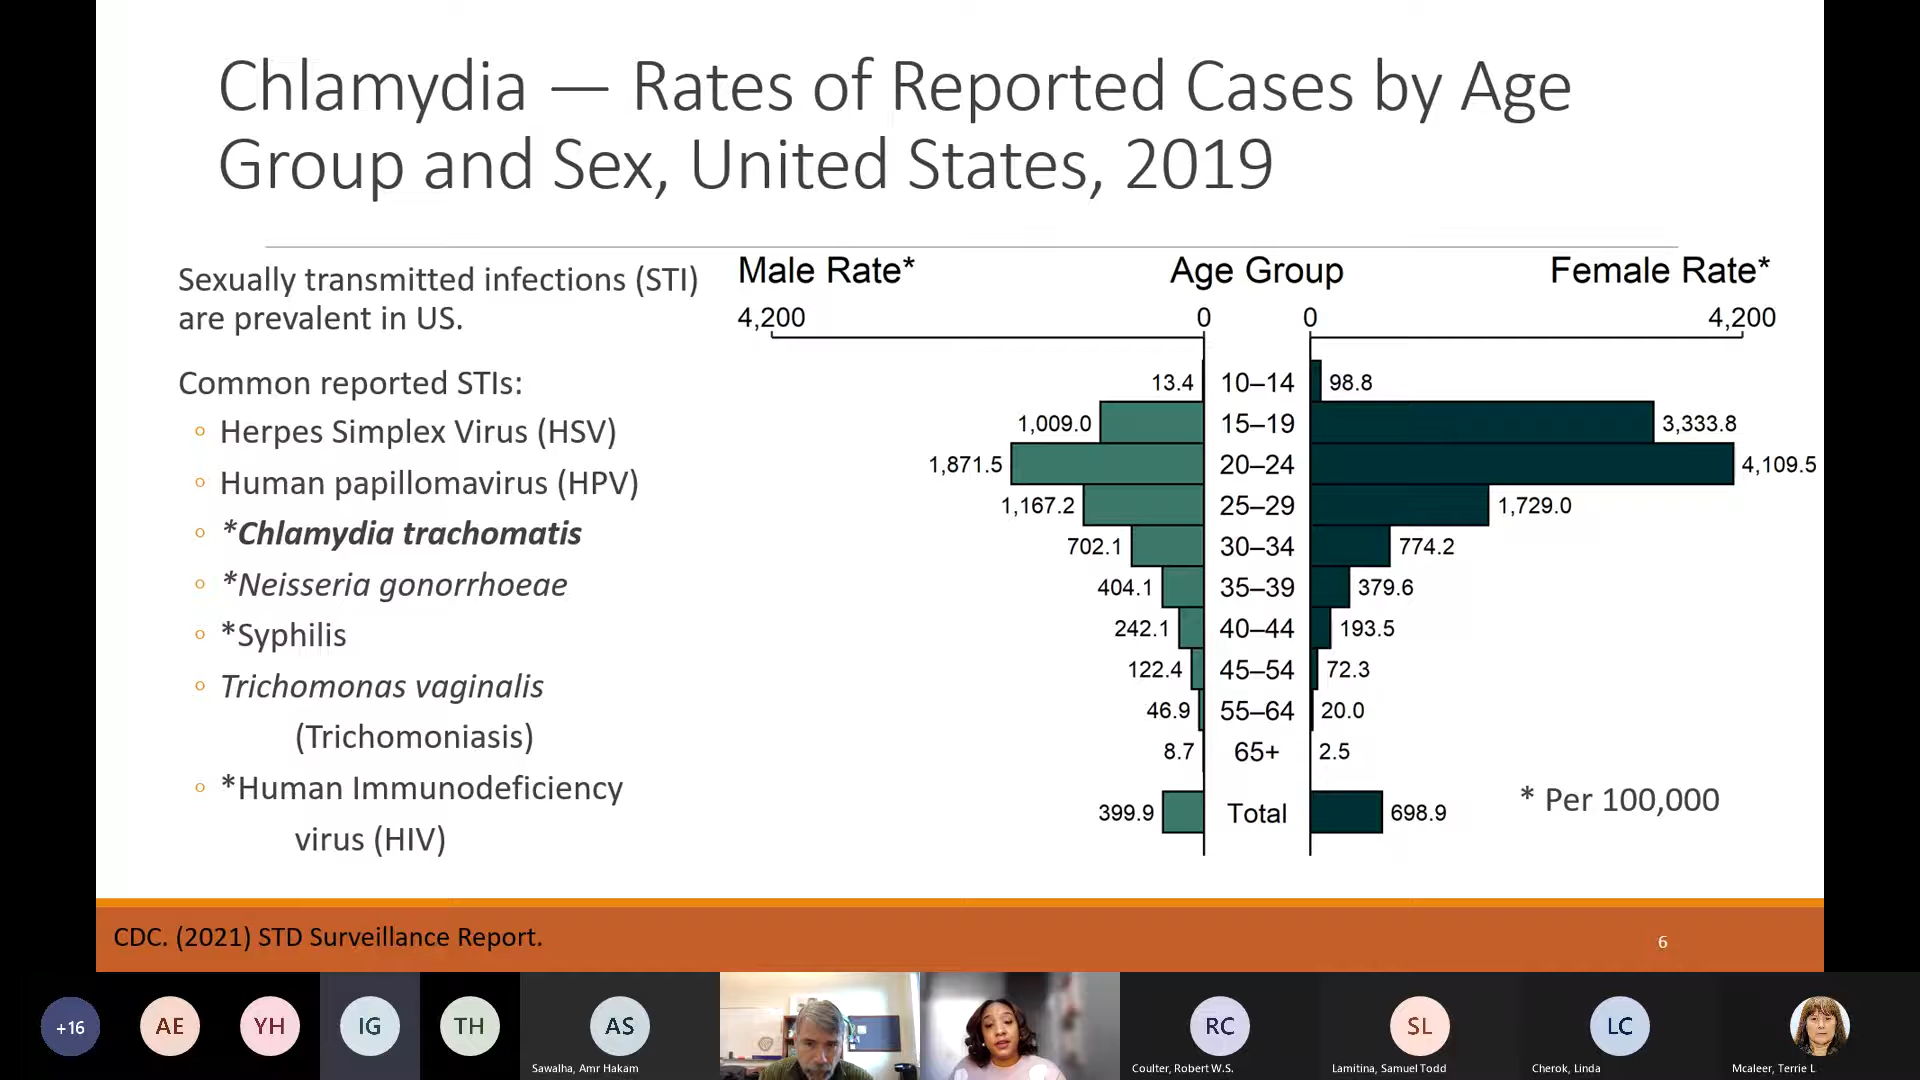 Chlamydia — Rates of Reported Cases by Age
Group and Sex, United States, 2019
Sexually transmitted infections (STI)
are prevalent in US.
Common reported STIs:
Herpes Simplex Virus (HSV)
Human papillomavirus (HPV)
*Chlamydia trachomatis
*Neisseria gonorrhoeae
*Syphilis
Trichomonas vaginalis
(Trichomoniasis)
*Human Immunodeficiency
virus (HIV)
Male Rate* Age Group Female Rate*
4,200 0 0 4,200
13.4 10–14 98.8
1,009.0 15–19 3,333.8
1,871.5 20–24 4,109.5
1,167.2 25–29 1,729.0
702.1 30–34 774.2
404.1 35–39 379.6
242.1 40–44 193.5
122.4 45–54 72.3
46.9 55–64 20.0
8.7 65+ 2.5
399.9 Total 698.9
* Per 100,000
CDC. (2021) STD Surveillance Report.
6
+16 AE YH IG TH AS RC SL LC
Sawalha, Amr Hakam Coulter, Robert W.S. Lamitina, Samuel Todd Cherok, Linda Mcaleer, Terrie L